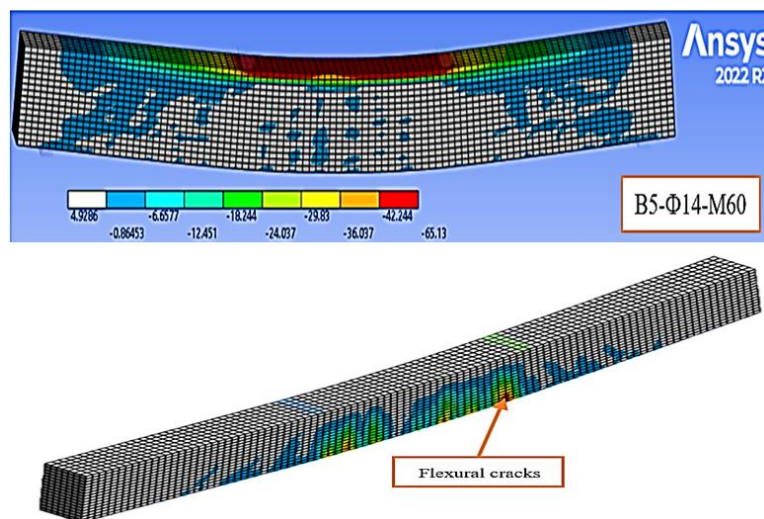 Ansys
2022 R
B5-Φ14-M60
4.9286 -6.6577 -18.244 -29.83 -42.244
-0.86453 -12.451 -24.037 -36.037 -65.13
Flexural cracks